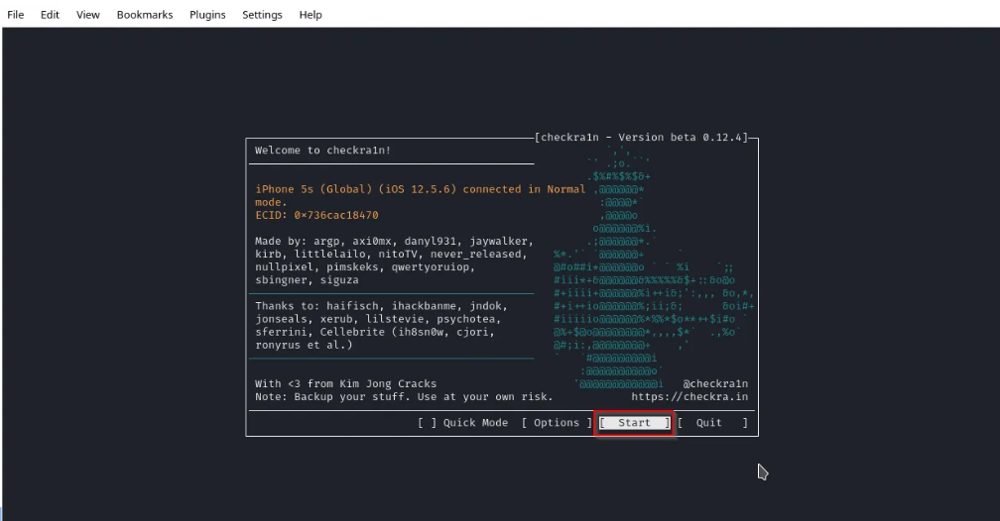 File Edit View Bookmarks Plugins Settings Help
[checkra1n - Version beta 0.12.4]
Welcome to checkra1n!
iPhone 5s (Global) (iOS 12.5.6) connected in Normal
mode.
ECID: 0×736cac18470
Made by: argp, axi0mx, danyl931, jaywalker,
kirb, littlelailo, nitoTV, never_released,
nullpixel, pimskeks, qwertyoruiop,
sbingner, siguza
Thanks to: haifisch, ihackbanme, jndok,
jonseals, xerub, lilstevie, psychotea,
sferrini, Cellebrite (ih8sn0w, cjori,
ronyrus et al.)
With <3 from Kim Jong Cracks @checkra1n
Note: Backup your stuff. Use at your own risk. https://checkra.in
[ ] Quick Mode [ Options ] [ Start ] [ Quit ]